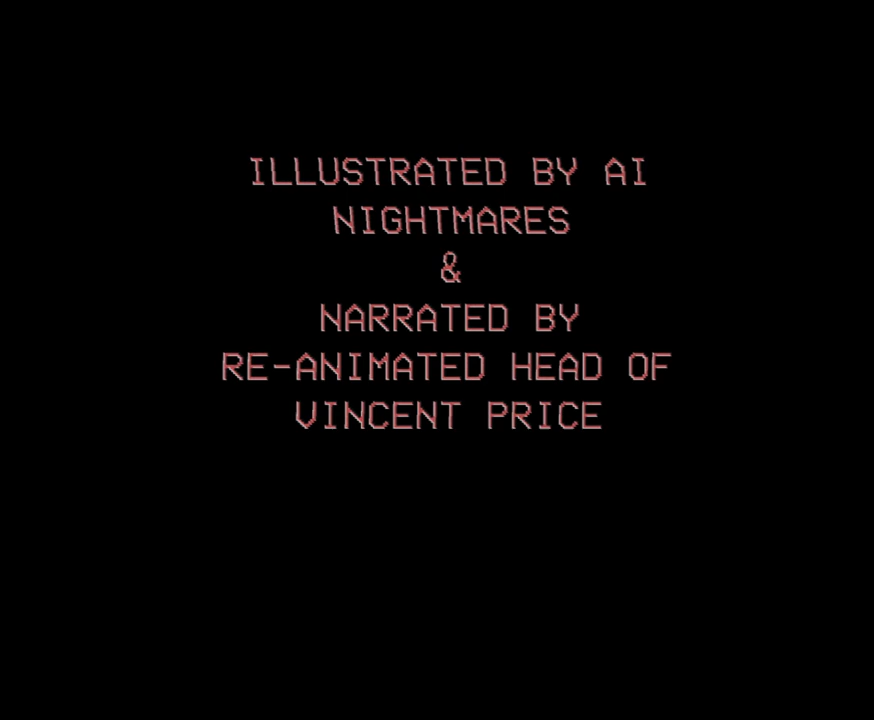 ILLUSTRATED BY AI
NIGHTMARES
&
NARRATED BY
RE-ANIMATED HEAD OF
VINCENT PRICE